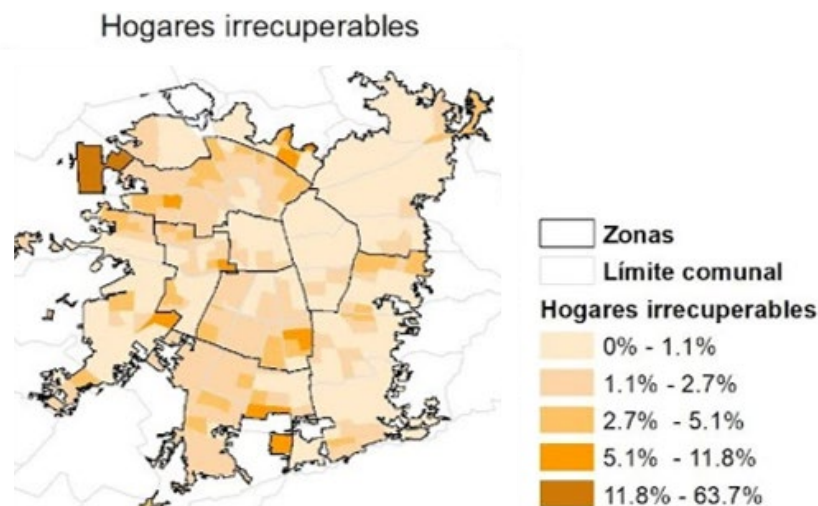 Hogares irrecuperables
Zonas
Límite comunal
Hogares irrecuperables
0% - 1.1%
1.1% - 2.7%
2.7% - 5.1%
5.1% - 11.8%
11.8% - 63.7%